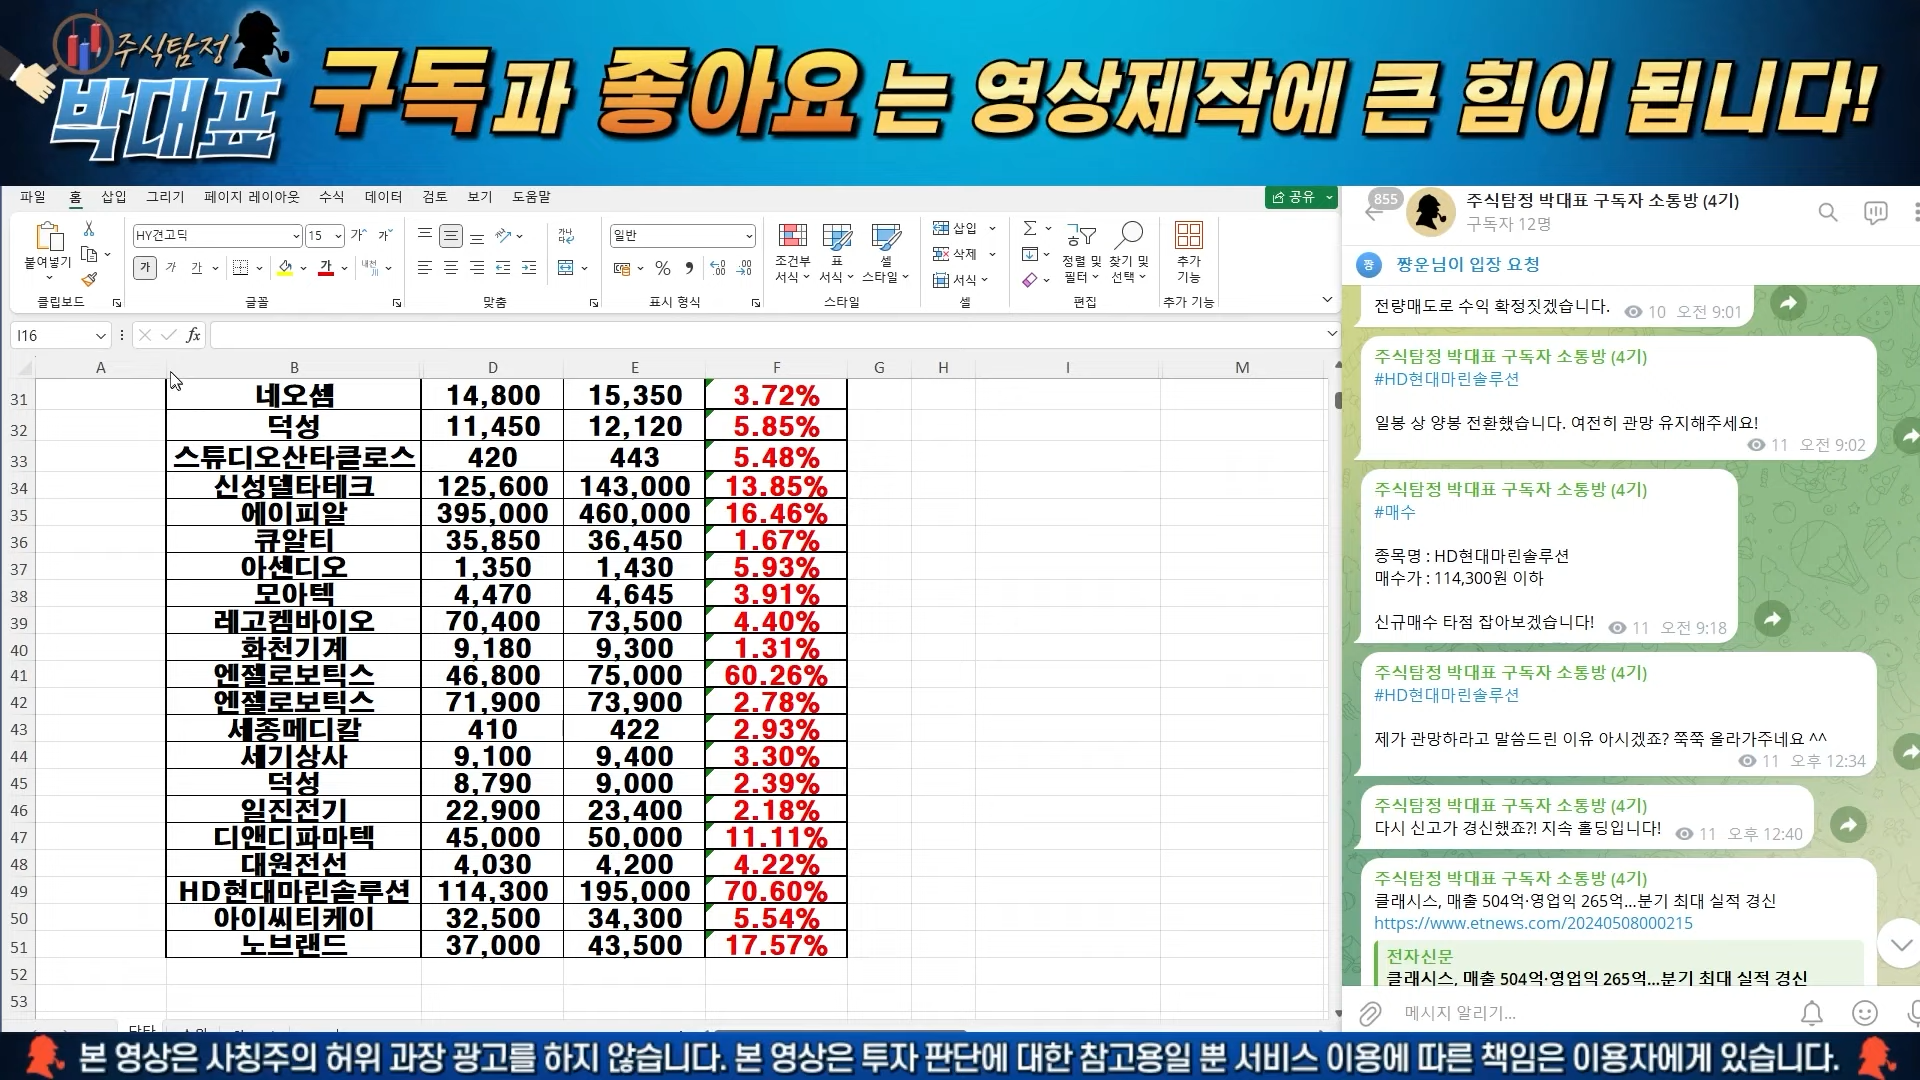 주식탐정
박대표
구독과 좋아요는 영상제작에 큰 힘이 됩니다!
파일 홈 삽입 그리기 페이지 레이아웃 수식 데이터 검토 보기 도움말 공유
붙여넣기
HY견고딕 15
가 가 가 가 가 가
일반
조건부 서식
표 서식
셀 스타일
삽입
삭제
서식
정렬 및 필터
찾기 및 선택
추가 기능
클립보드 글꼴 맞춤 표시 형식 스타일 셀 편집 추가 기능
I16 fx
A B D E F G H I M
31 네오셈 14,800 15,350 3.72%
32 덕성 11,450 12,120 5.85%
33 스튜디오산타클로스 420 443 5.48%
34 신성델타테크 125,600 143,000 13.85%
35 에이피알 395,000 460,000 16.46%
36 큐알티 35,850 36,450 1.67%
37 아센디오 1,350 1,430 5.93%
38 모아텍 4,470 4,645 3.91%
39 레고켐바이오 70,400 73,500 4.40%
40 화천기계 9,180 9,300 1.31%
41 엔젤로보틱스 46,800 75,000 60.26%
42 엔젤로보틱스 71,900 73,900 2.78%
43 세종메디칼 410 422 2.93%
44 세기상사 9,100 9,400 3.30%
45 덕성 8,790 9,000 2.39%
46 일진전기 22,900 23,400 2.18%
47 디앤디파마텍 45,000 50,000 11.11%
48 대원전선 4,030 4,200 4.22%
49 HD현대마린솔루션 114,300 195,000 70.60%
50 아이씨티케이 32,500 34,300 5.54%
51 노브랜드 37,000 43,500 17.57%
52
53
855
주식탐정 박대표 구독자 소통방 (4기)
구독자 12명
짱 짱운님이 입장 요청
전량매도로 수익 확정짓겠습니다. 10 오전 9:01
주식탐정 박대표 구독자 소통방 (4기)
#HD현대마린솔루션
일봉 상 양봉 전환했습니다. 여전히 관망 유지해주세요!
11 오전 9:02
주식탐정 박대표 구독자 소통방 (4기)
#매수
종목명 : HD현대마린솔루션
매수가 : 114,300원 이하
신규매수 타점 잡아보겠습니다! 11 오전 9:18
주식탐정 박대표 구독자 소통방 (4기)
#HD현대마린솔루션
제가 관망하라고 말씀드린 이유 아시겠죠? 쭉쭉 올라가주네요 ^^
11 오후 12:34
주식탐정 박대표 구독자 소통방 (4기)
다시 신고가 경신했죠?! 지속 홀딩입니다! 11 오후 12:40
주식탐정 박대표 구독자 소통방 (4기)
클래시스, 매출 504억·영업익 265억...분기 최대 실적 경신
https://www.etnews.com/20240508000215
전자신문
클래시스, 매출 504억·영업익 265억...분기 최대 실적 경신
메시지 알리기...
본 영상은 사칭주의 허위 과장 광고를 하지 않습니다. 본 영상은 투자 판단에 대한 참고용일 뿐 서비스 이용에 따른 책임은 이용자에게 있습니다.